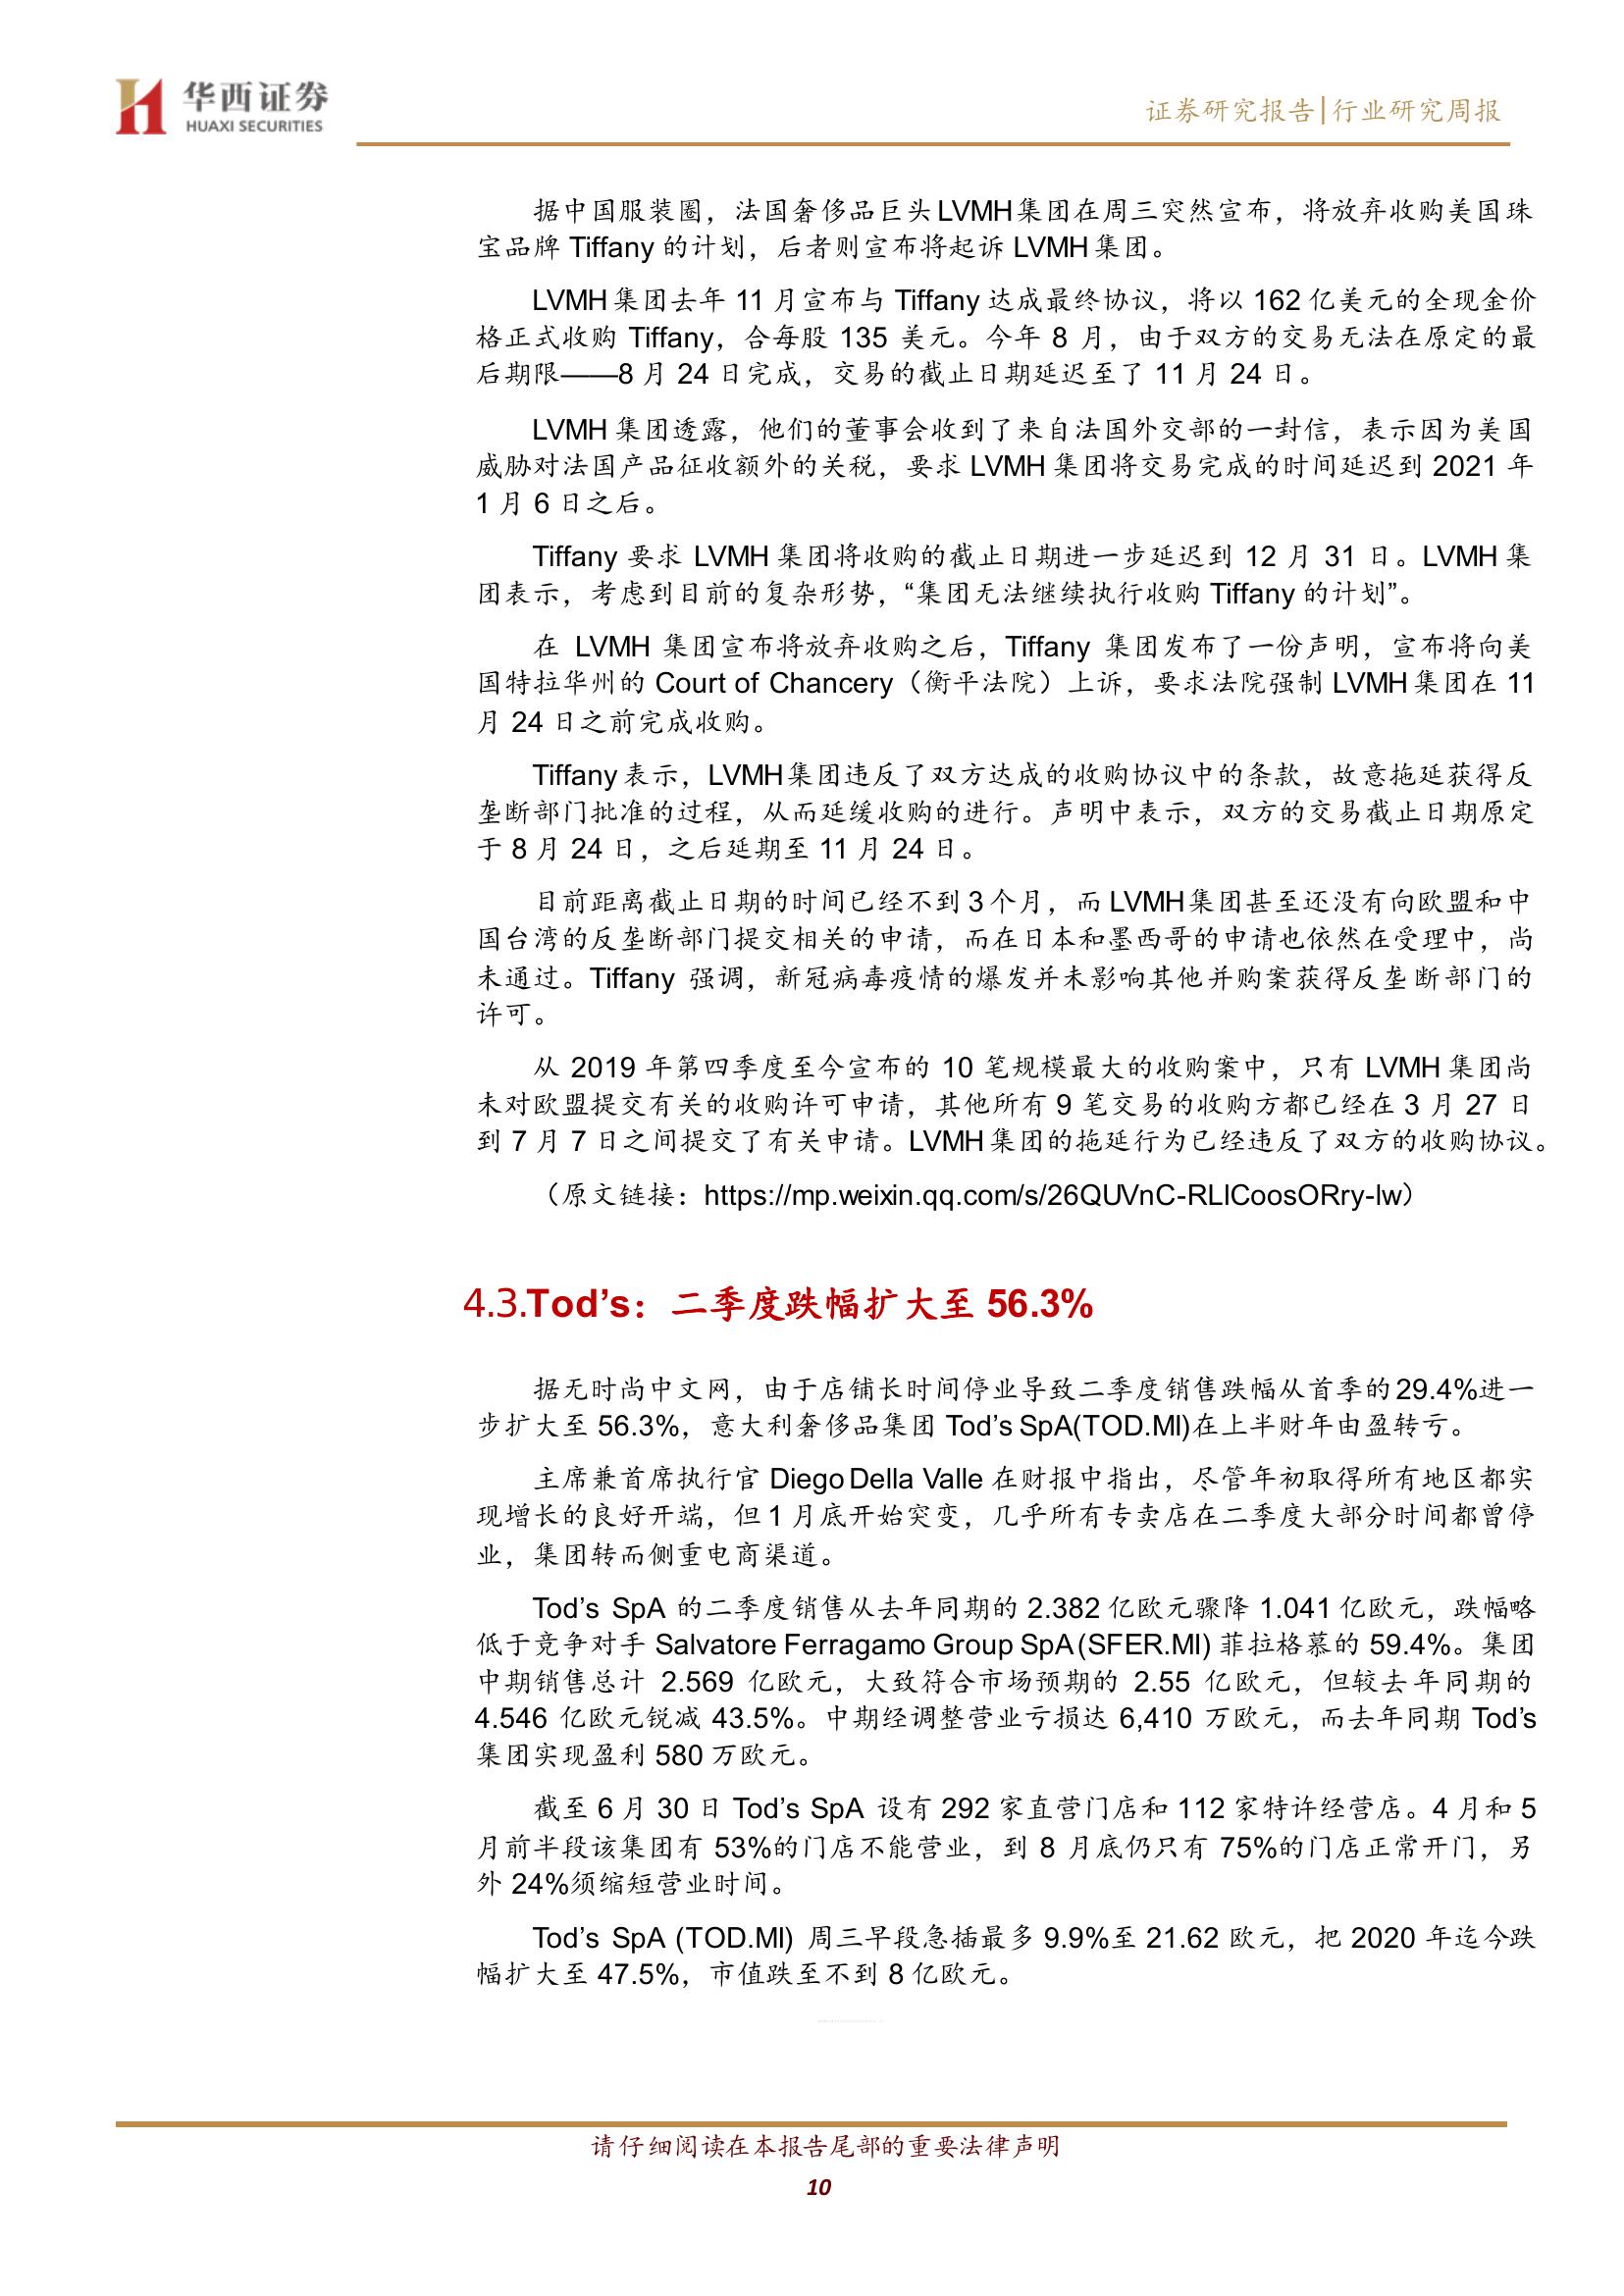 华西证券
HUAXI SECURITIES
证券研究报告|行业研究周报
据中国服装圈，法国奢侈品巨头LVMH集团在周三突然宣布，将放弃收购美国珠
宝品牌 Tiffany 的计划，后者则宣布将起诉 LVMH 集团。
LVMH 集团去年 11 月宣布与 Tiffany 达成最终协议，将以 162 亿美元的全现金价
格正式收购 Tiffany，合每股 135 美元。今年 8 月，由于双方的交易无法在原定的最
后期限——8 月 24 日完成，交易的截止日期延迟至了 11 月 24 日。
LVMH 集团透露，他们的董事会收到了来自法国外交部的一封信，表示因为美国
威胁对法国产品征收额外的关税，要求 LVMH 集团将交易完成的时间延迟到 2021 年
1 月 6 日之后。
Tiffany 要求 LVMH 集团将收购的截止日期进一步延迟到 12 月 31 日。LVMH 集
团表示，考虑到目前的复杂形势，“集团无法继续执行收购 Tiffany 的计划”。
在 LVMH 集团宣布将放弃收购之后，Tiffany 集团发布了一份声明，宣布将向美
国特拉华州的 Court of Chancery（衡平法院）上诉，要求法院强制 LVMH 集团在 11
月 24 日之前完成收购。
Tiffany 表示，LVMH集团违反了双方达成的收购协议中的条款，故意拖延获得反
垄断部门批准的过程，从而延缓收购的进行。声明中表示，双方的交易截止日期原定
于 8 月 24 日，之后延期至 11 月 24 日。
目前距离截止日期的时间已经不到 3 个月，而 LVMH集团甚至还没有向欧盟和中
国台湾的反垄断部门提交相关的申请，而在日本和墨西哥的申请也依然在受理中，尚
未通过。Tiffany 强调，新冠病毒疫情的爆发并未影响其他并购案获得反垄断部门的
许可。
从 2019 年第四季度至今宣布的 10 笔规模最大的收购案中，只有 LVMH 集团尚
未对欧盟提交有关的收购许可申请，其他所有 9 笔交易的收购方都已经在 3 月 27 日
到 7 月 7 日之间提交了有关申请。LVMH 集团的拖延行为已经违反了双方的收购协议。
（原文链接：https://mp.weixin.qq.com/s/26QUVnC-RLICoosORry-lw）
4.3.Tod’s：二季度跌幅扩大至 56.3%
据无时尚中文网，由于店铺长时间停业导致二季度销售跌幅从首季的29.4%进一
步扩大至 56.3%，意大利奢侈品集团 Tod’s SpA(TOD.MI)在上半财年由盈转亏。
主席兼首席执行官 Diego Della Valle 在财报中指出，尽管年初取得所有地区都实
现增长的良好开端，但 1 月底开始突变，几乎所有专卖店在二季度大部分时间都曾停
业，集团转而侧重电商渠道。
Tod’s SpA 的二季度销售从去年同期的 2.382 亿欧元骤降 1.041 亿欧元，跌幅略
低于竞争对手 Salvatore Ferragamo Group SpA (SFER.MI) 菲拉格慕的 59.4%。集团
中期销售总计 2.569 亿欧元，大致符合市场预期的 2.55 亿欧元，但较去年同期的
4.546 亿欧元锐减 43.5%。中期经调整营业亏损达 6,410 万欧元，而去年同期 Tod’s
集团实现盈利 580 万欧元。
截至 6 月 30 日 Tod’s SpA 设有 292 家直营门店和 112 家特许经营店。4 月和 5
月前半段该集团有 53%的门店不能营业，到 8 月底仍只有 75%的门店正常开门，另
外 24%须缩短营业时间。
Tod’s SpA (TOD.MI) 周三早段急插最多 9.9%至 21.62 欧元，把 2020 年迄今跌
幅扩大至 47.5%，市值跌至不到 8 亿欧元。
请仔细阅读在本报告尾部的重要法律声明
10